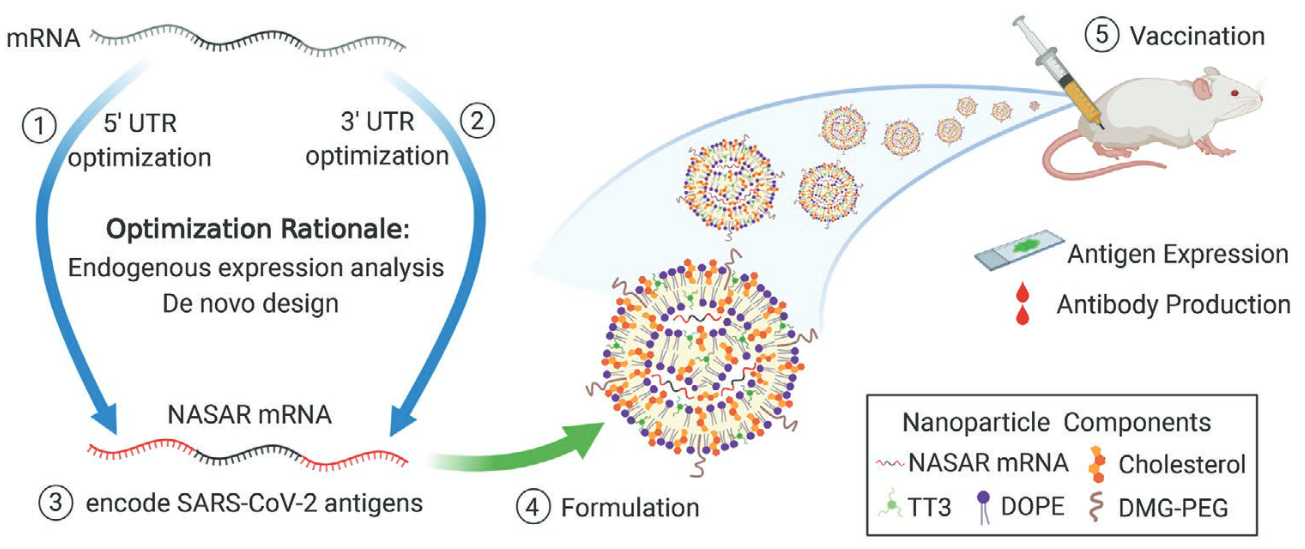 mRNA
① 5' UTR
optimization
3' UTR ②
optimization
Optimization Rationale:
Endogenous expression analysis
De novo design
NASAR mRNA
③ encode SARS-CoV-2 antigens
④ Formulation
⑤ Vaccination
Antigen Expression
Antibody Production
Nanoparticle Components
NASAR mRNA Cholesterol
TT3 DOPE DMG-PEG